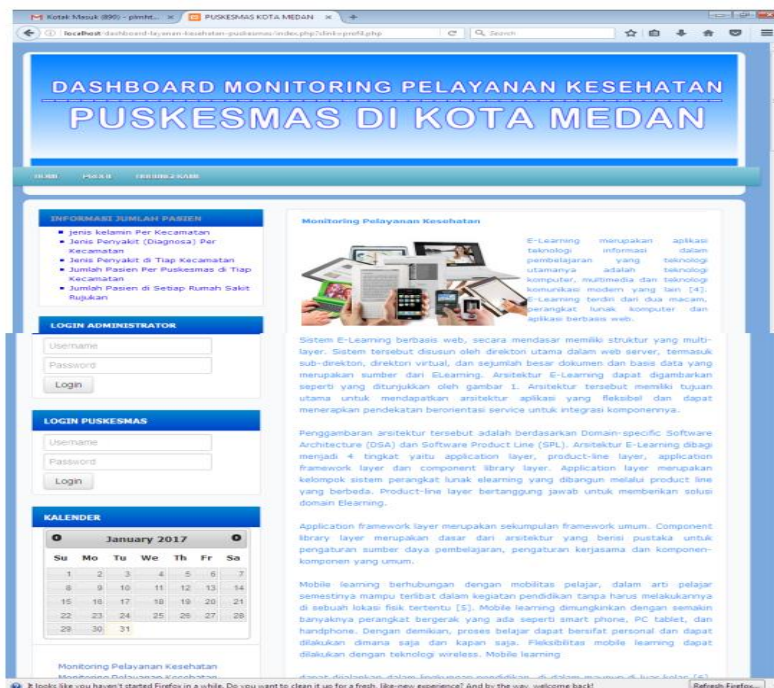 Kotak Masuk (890) - plmht...
PUSKESMAS KOTA MEDAN
localhost/dashboard-layanan-kesehatan-puskesmas/index.php?slink=profil.php
Search
DASHBOARD MONITORING PELAYANAN KESEHATAN
PUSKESMAS DI KOTA MEDAN
HOME
INFORMASI JUMLAH PASIEN
jenis kelamin Per Kecamatan
Jenis Penyakit (Diagnosa) Per
Kecamatan
Jenis Penyakit di Tiap Kecamatan
Jumlah Pasien Per Puskesmas di Tiap
Kecamatan
Jumlah Pasien di Setiap Rumah Sakit
Rujukan
LOGIN ADMINISTRATOR
Username
Password
Login
LOGIN PUSKESMAS
Username
Password
Login
KALENDER
January 2017
Su Mo Tu We Th Fr Sa
1 2 3 4 5 6 7
8 9 10 11 12 13 14
15 16 17 18 19 20 21
22 23 24 25 26 27 28
29 30 31
Monitoring Pelayanan Kesehatan
Monitoring Pelayanan Kesehatan
Monitoring Pelayanan Kesehatan
E-Learning merupakan aplikasi
teknologi informasi dalam
pembelajaran yang teknologi
utamanya adalah teknologi
komputer, multimedia dan teknologi
komunikasi modern yang lain [4].
E-Learning terdiri dari dua macam,
perangkat lunak komputer dan
aplikasi berbasis web.
Sistem E-Learning berbasis web, secara mendasar memiliki struktur yang multi-
layer. Sistem tersebut disusun oleh direktori utama dalam web server, termasuk
sub-direktori, direktori virtual, dan sejumlah besar dokumen dan basis data yang
merupakan sumber dari ELearning. Arsitektur E-Learning dapat digambarkan
seperti yang ditunjukkan oleh gambar 1. Arsitektur tersebut memliki tujuan
utama untuk mendapatkan arsitektur aplikasi yang fleksibel dan dapat
menerapkan pendekatan berorientasi service untuk integrasi komponennya.
Penggambaran arsitektur tersebut adalah berdasarkan Domain-specific Software
Architecture (DSA) dan Software Product Line (SPL). Arsitektur E-Learning dibagi
menjadi 4 tingkat yaitu application layer, product-line layer, application
framework layer dan component library layer. Application layer merupakan
kelompok sistem perangkat lunak elearning yang dibangun melalui product line
yang berbeda. Product-line layer bertanggung jawab untuk memberikan solusi
domain Elearning.
Application framework layer merupakan sekumpulan framework umum. Component
library layer merupakan dasar dari arsitektur yang berisi pustaka untuk
pengaturan sumber daya pembelajaran, pengaturan kerjasama dan komponen-
komponen yang umum.
Mobile learning berhubungan dengan mobilitas pelajar, dalam arti pelajar
semestinya mampu terlibat dalam kegiatan pendidikan tanpa harus melakukannya
di sebuah lokasi fisik tertentu [5]. Mobile learning dimungkinkan dengan semakin
banyaknya perangkat bergerak yang ada seperti smart phone, PC tablet, dan
handphone. Dengan demikian, proses belajar dapat bersifat personal dan dapat
dilakukan dimana saja dan kapan saja. Fleksibilitas mobile learning dapat
dilakukan dengan teknologi wireless. Mobile learning
dapat dijalankan dalam lingkungan pendidikan, di dalam maupun di luar kelas [6].
It looks like you haven't started Firefox in a while. Do you want to clean it up for a fresh, like-new experience? And by the way, welcome back!
Refresh Firefox...